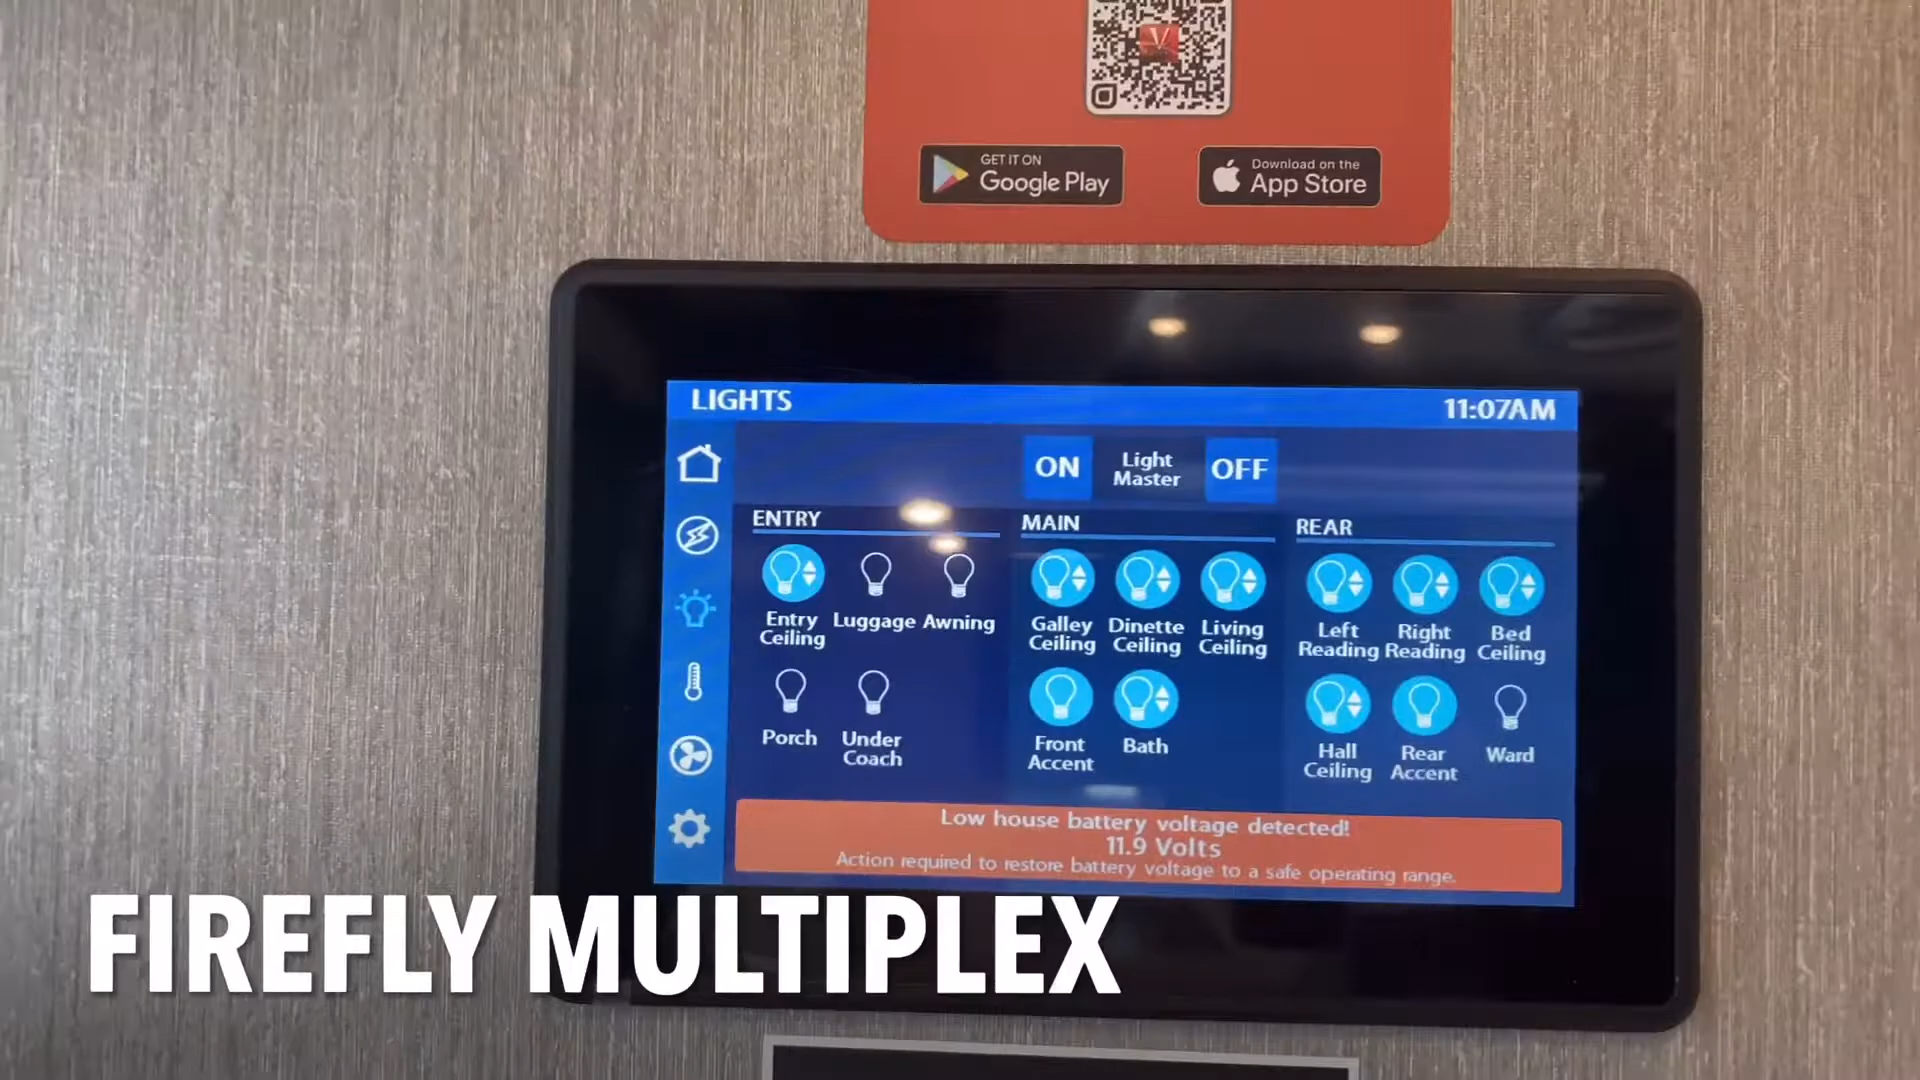 GET IT ON
Google Play
Download on the
App Store
LIGHTS
11:07AM
ON
Light
Master
OFF
ENTRY
Entry
Ceiling
Luggage
Awning
Porch
Under
Coach
MAIN
Galley
Ceiling
Dinette
Ceiling
Living
Ceiling
Front
Accent
Bath
REAR
Left
Reading
Right
Reading
Bed
Ceiling
Hall
Ceiling
Rear
Accent
Ward
Low house battery voltage detected!
11.9 Volts
Action required to restore battery voltage to a safe operating range.
FIREFLY MULTIPLEX